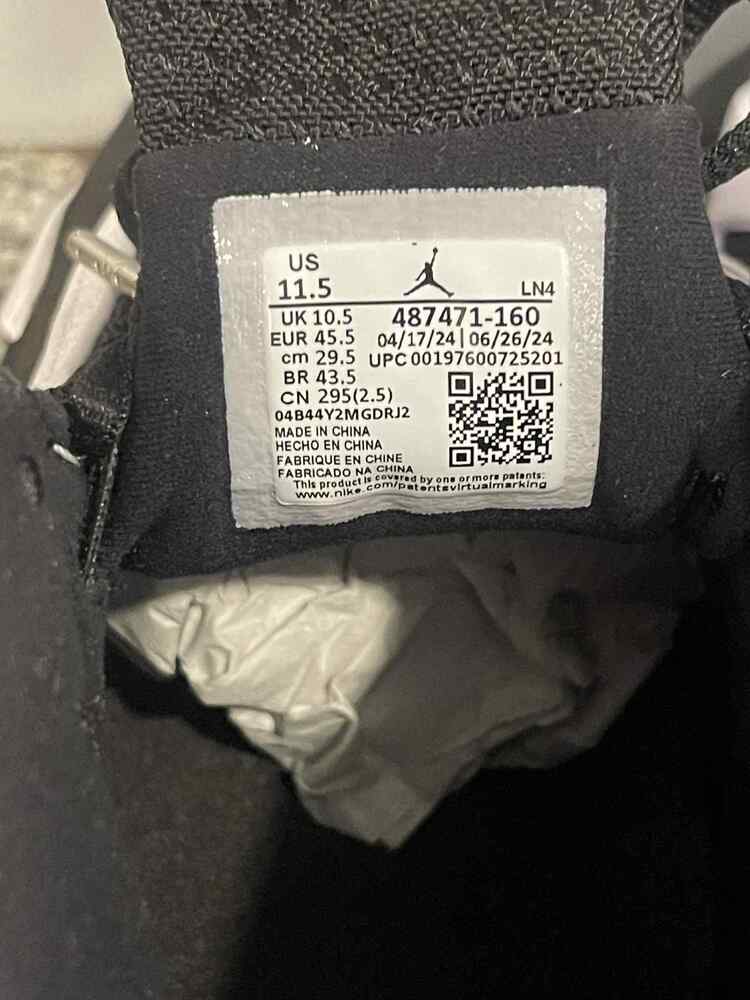 US
11.5
LN4
UK 10.5
487471-160
EUR 45.5
04/17/24 | 06/26/24
cm 29.5
UPC 00197600725201
BR 43.5
CN 295(2.5)
04B44Y2MGDRJ2
MADE IN CHINA
HECHO EN CHINA
FABRIQUE EN CHINE
FABRICADO NA CHINA
This product is covered by one or more patents:
www.nike.com/patentsvirtualmarking